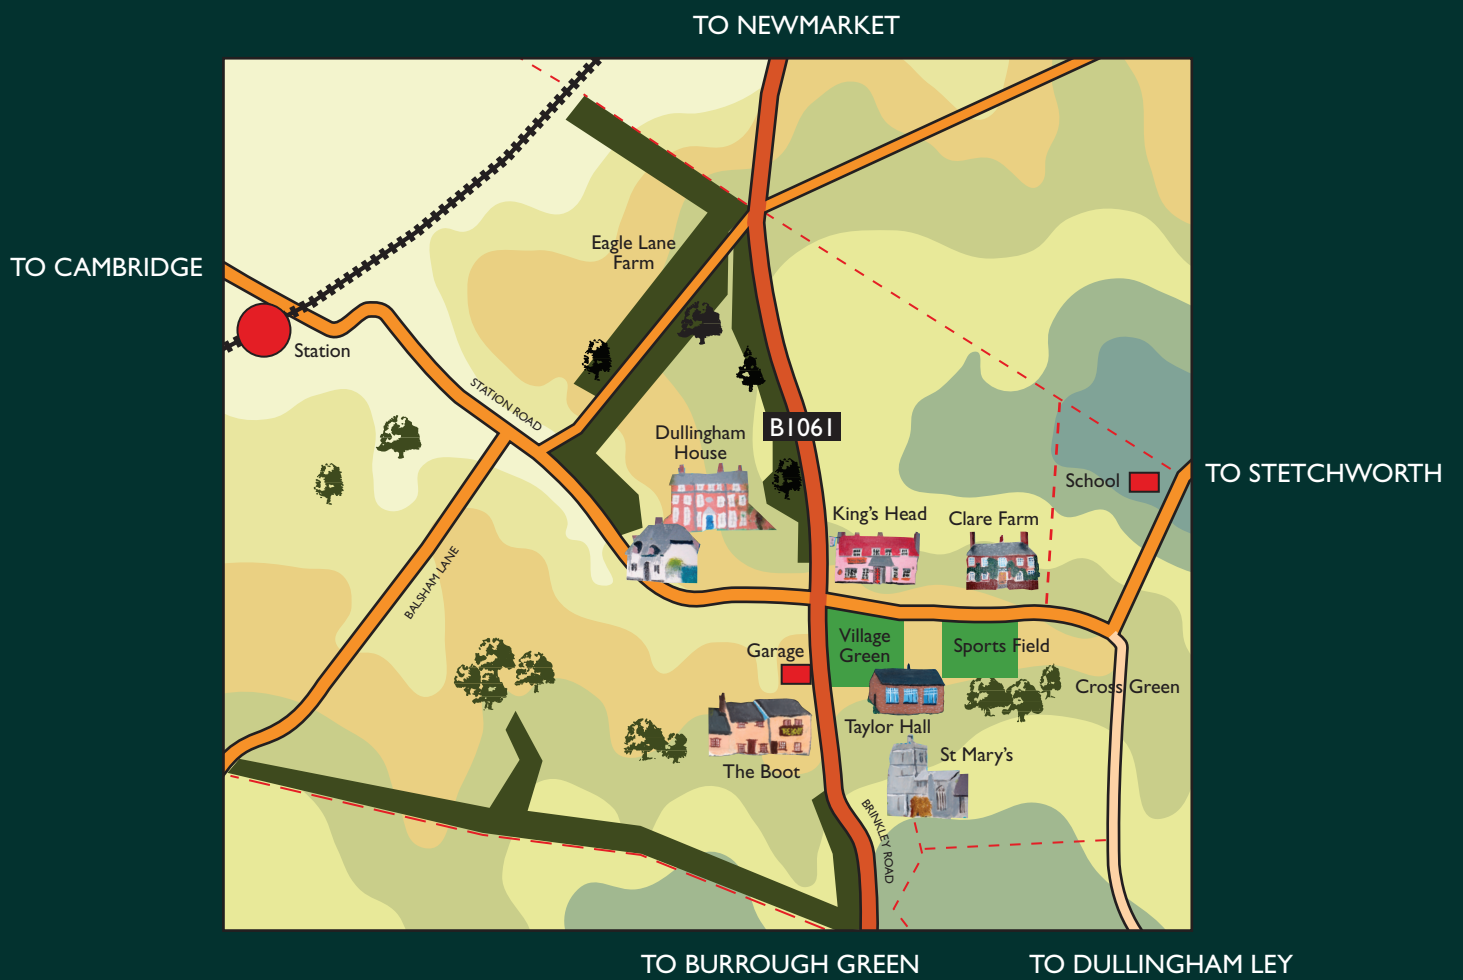 TO NEWMARKET
Eagle Lane
Farm
TO CAMBRIDGE
Station
STATION ROAD
B1061
Dullingham
House
TO STETCHWORTH
School
King's Head
Clare Farm
BALSHAM LANE
Village
Green
Sports Field
Garage
Cross Green
Taylor Hall
St Mary's
The Boot
BRINKLEY ROAD
TO BURROUGH GREEN
TO DULLINGHAM LEY